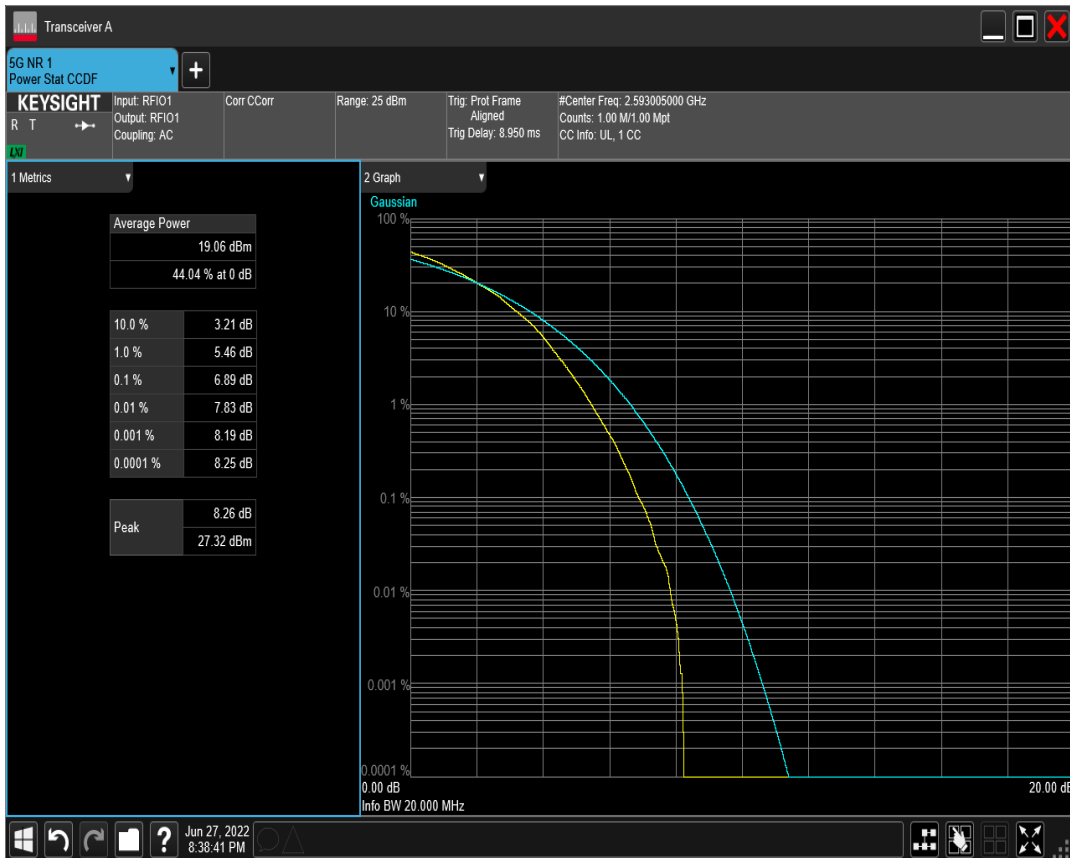 Transceiver A
5G NR 1
Power Stat CCDF
KEYSIGHT
R T
LXI
Input: RFIO1
Output: RFIO1
Coupling: AC
Corr CCorr
Range: 25 dBm
Trig: Prot Frame
Aligned
Trig Delay: 8.950 ms
#Center Freq: 2.593005000 GHz
Counts: 1.00 M/1.00 Mpt
CC Info: UL, 1 CC
1 Metrics
Average Power
19.06 dBm
44.04 % at 0 dB
10.0 % 3.21 dB
1.0 % 5.46 dB
0.1 % 6.89 dB
0.01 % 7.83 dB
0.001 % 8.19 dB
0.0001 % 8.25 dB
Peak
8.26 dB
27.32 dBm
2 Graph
Gaussian
100 %
10 %
1 %
0.1 %
0.01 %
0.001 %
0.0001 %
0.00 dB 20.00 dB
Info BW 20.000 MHz
?
Jun 27, 2022
8:38:41 PM